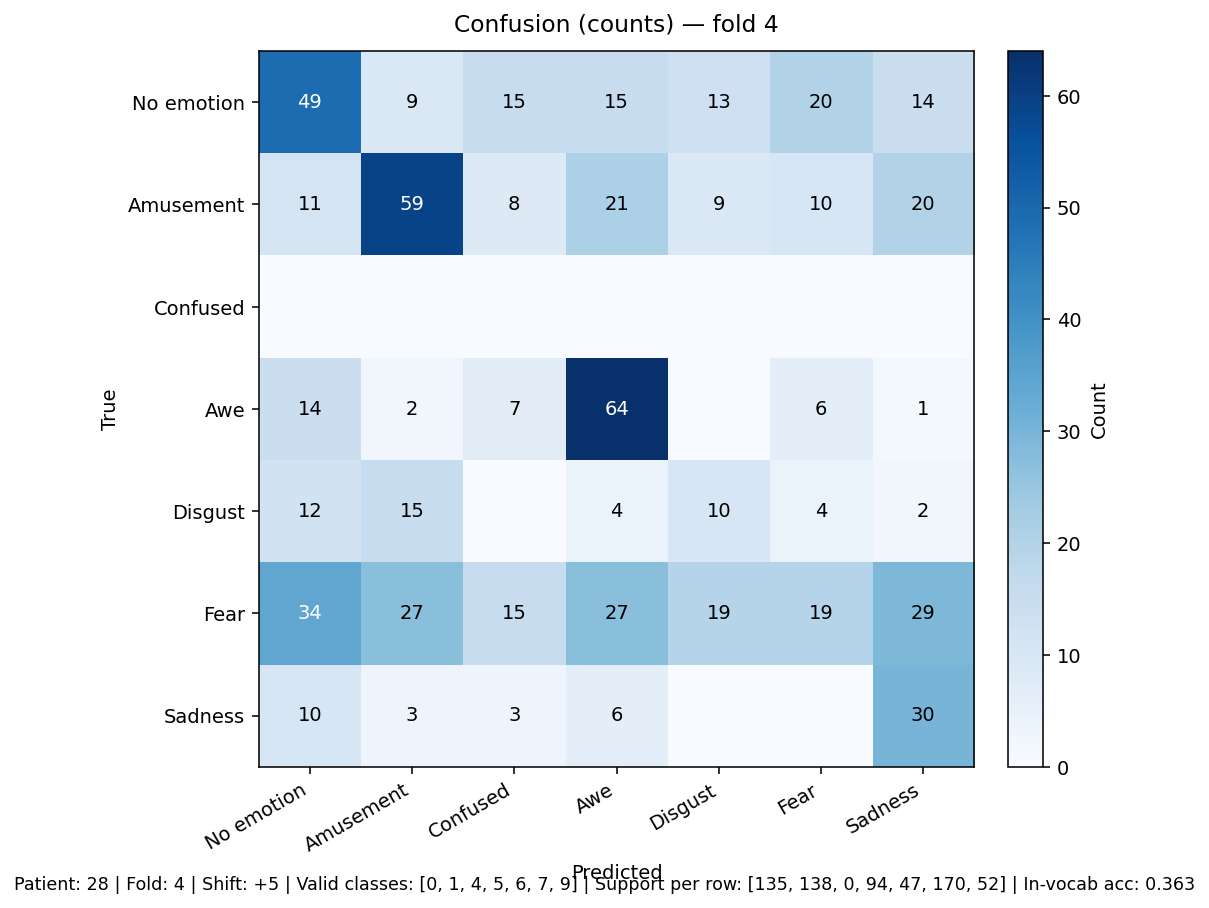 Confusion (counts) — fold 4
No emotion 49 9 15 15 13 20 14
Amusement 11 59 8 21 9 10 20
Confused
Awe 14 2 7 64 6 1
Disgust 12 15 4 10 4 2
Fear 34 27 15 27 19 19 29
Sadness 10 3 3 6 30
True
No emotion Amusement Confused Awe Disgust Fear Sadness
Predicted
60
50
40
30
20
10
0
Count
Patient: 28 | Fold: 4 | Shift: +5 | Valid classes: [0, 1, 4, 5, 6, 7, 9] | Support per row: [135, 138, 0, 94, 47, 170, 52] | In-vocab acc: 0.363